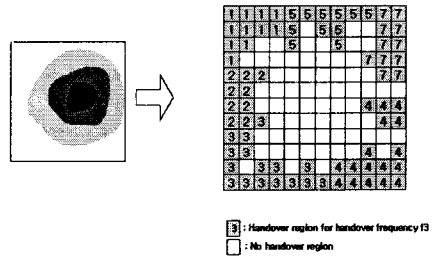 1 1 1 1 5 5 5 5 5 5 7 7
1 1 1 1 5 5 5 7 7
1 1 5 5 7 7
1 7 7 7
2 2 2 7 7
2 2
2 2 4 4 4
2 2 3 4 4
3 3
3 3 4 4
3 3 3 3 4 4 4 4 4
3 3 3 3 3 3 3 4 4 4 4 4
3 : Handover region for handover frequency f3
: No handover region